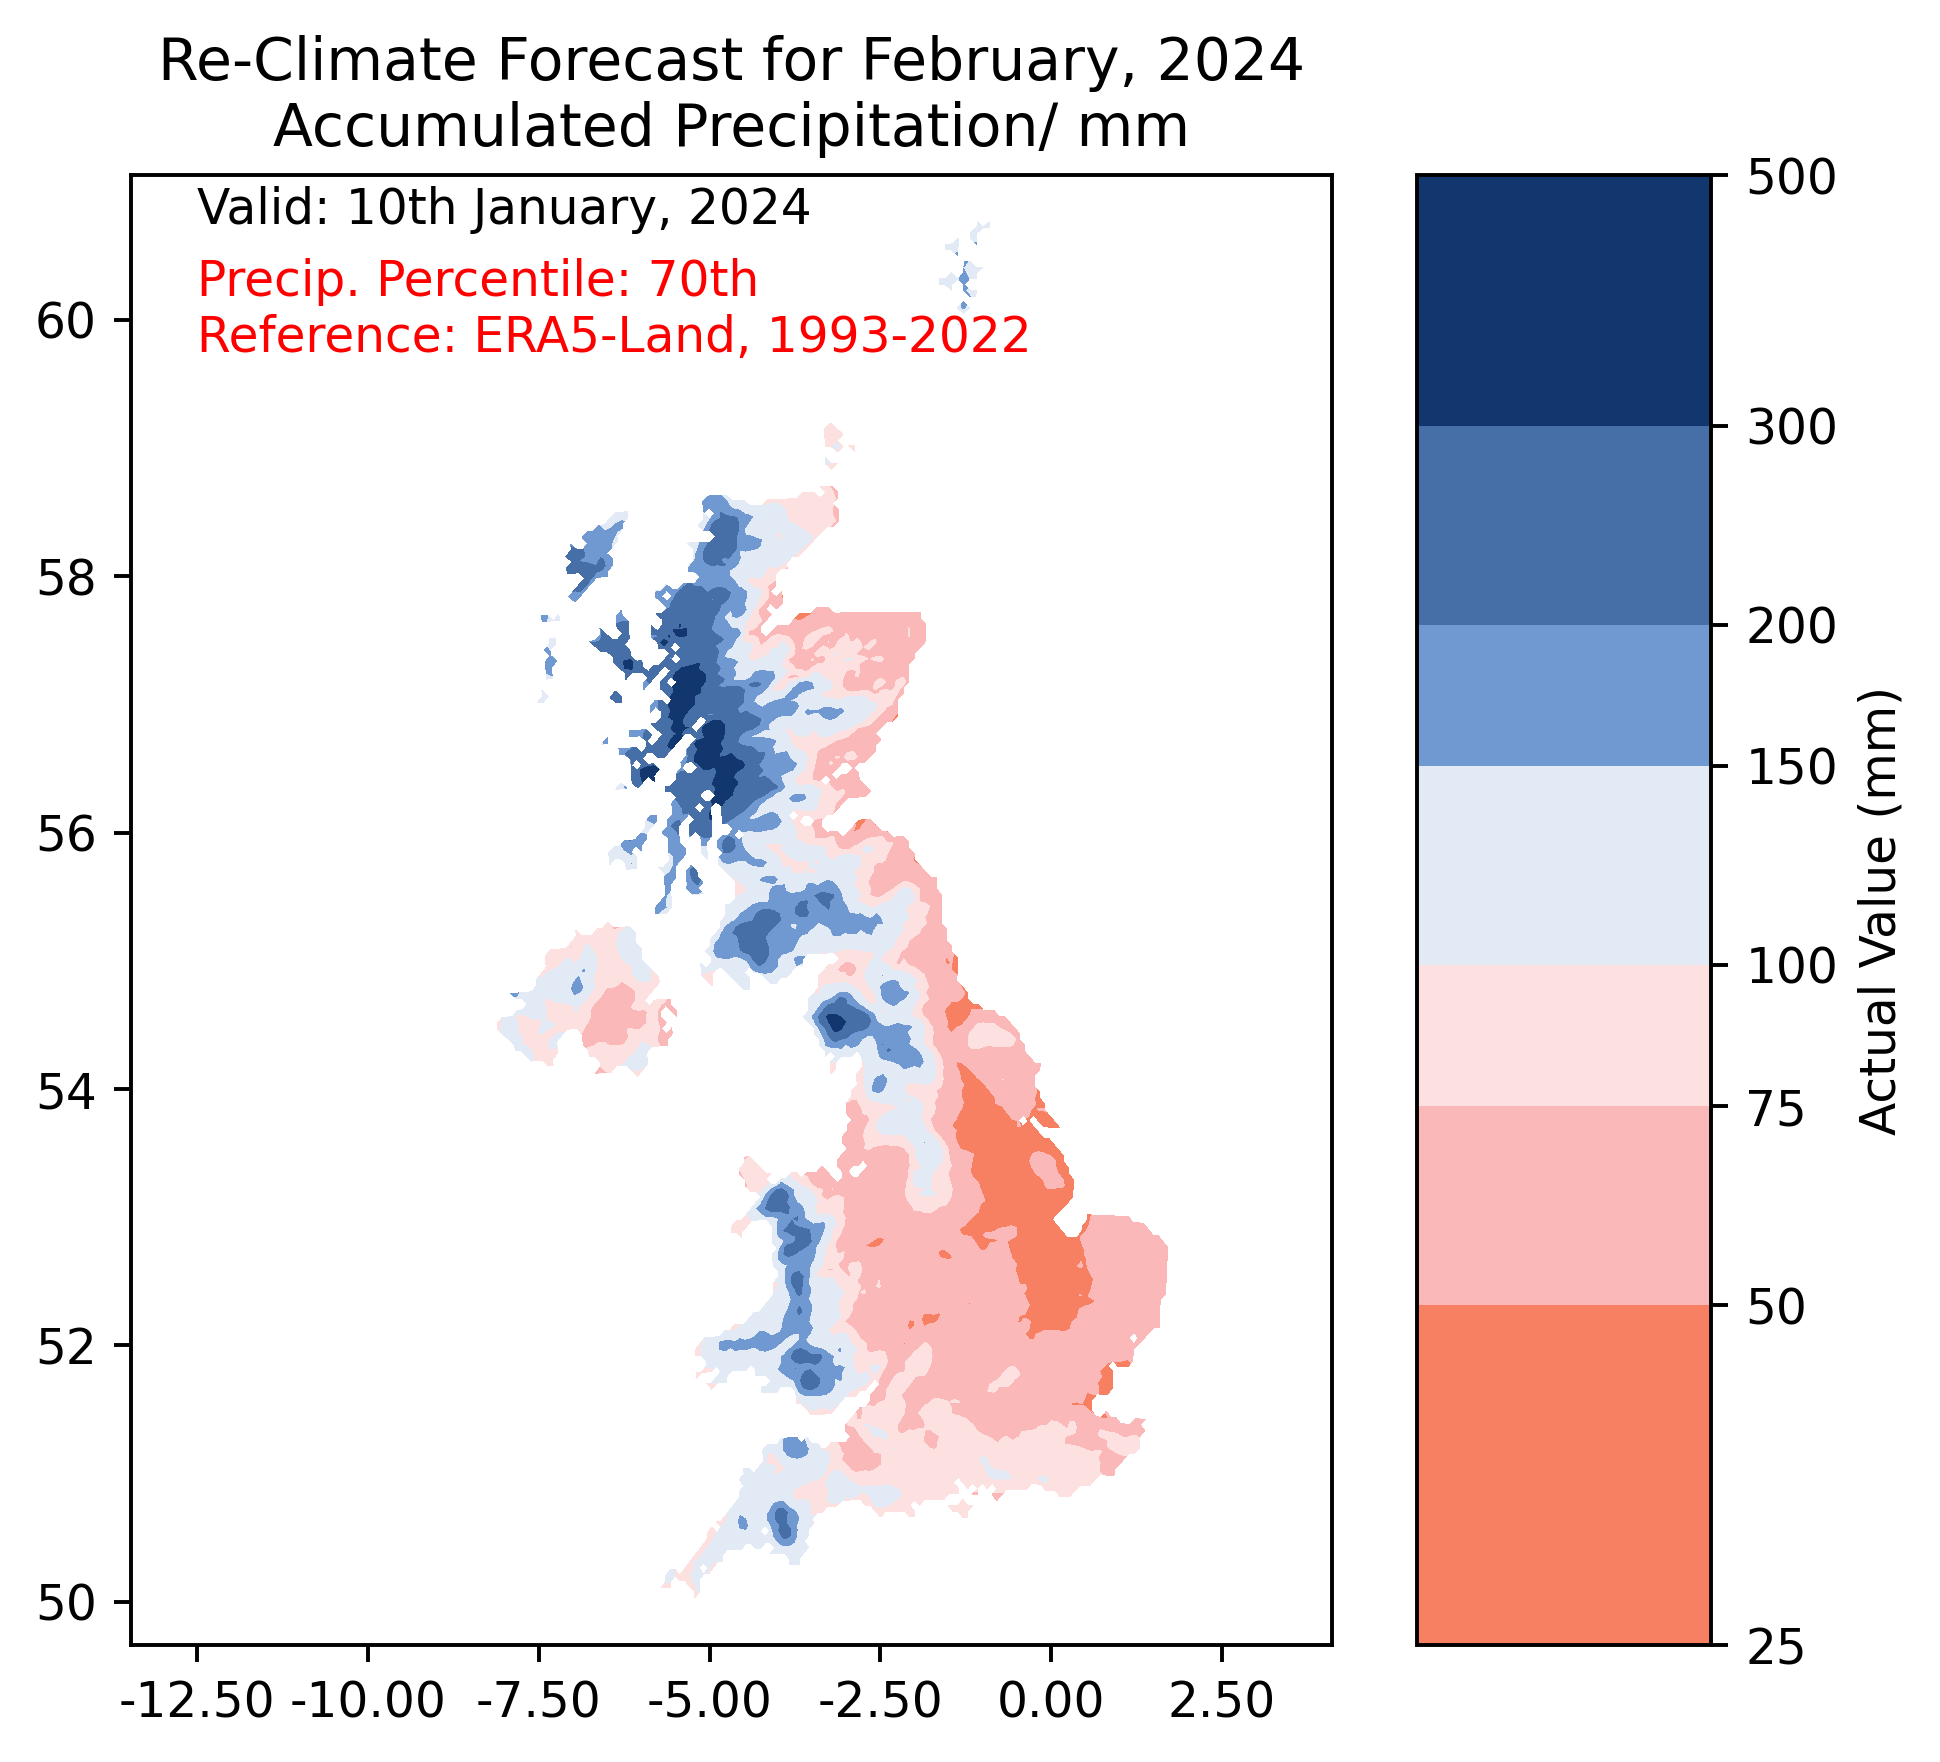 Re-Climate Forecast for February, 2024
Accumulated Precipitation/ mm
Valid: 10th January, 2024
Precip. Percentile: 70th
Reference: ERA5-Land, 1993-2022
60
58
56
54
52
50
-12.50 -10.00 -7.50 -5.00 -2.50 0.00 2.50
500
300
200
150
100
75
50
25
Actual Value (mm)